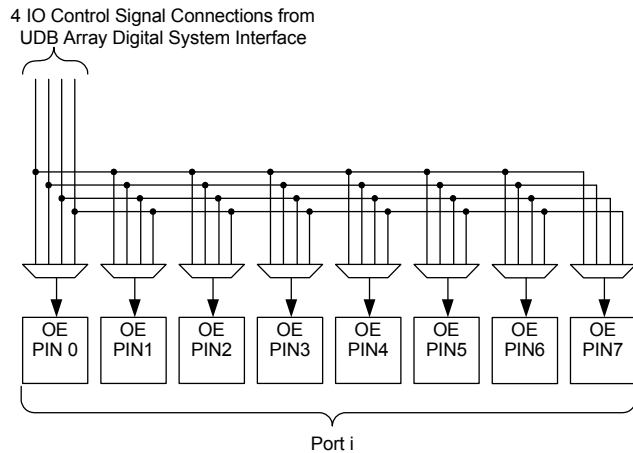 4 IO Control Signal Connections from
UDB Array Digital System Interface
OE
PIN 0
OE
PIN1
OE
PIN2
OE
PIN3
OE
PIN4
OE
PIN5
OE
PIN6
OE
PIN7
Port i